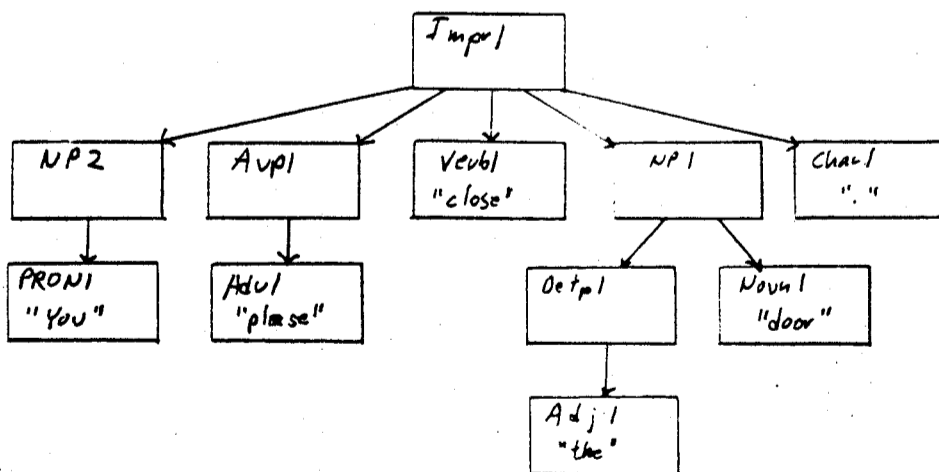 Impr1
NP2
Avp1
Verb1
"close"
NP1
Char1
"."
PRON1
"You"
Adv1
"please"
Detp1
Noun1
"door"
Adj1
"the"